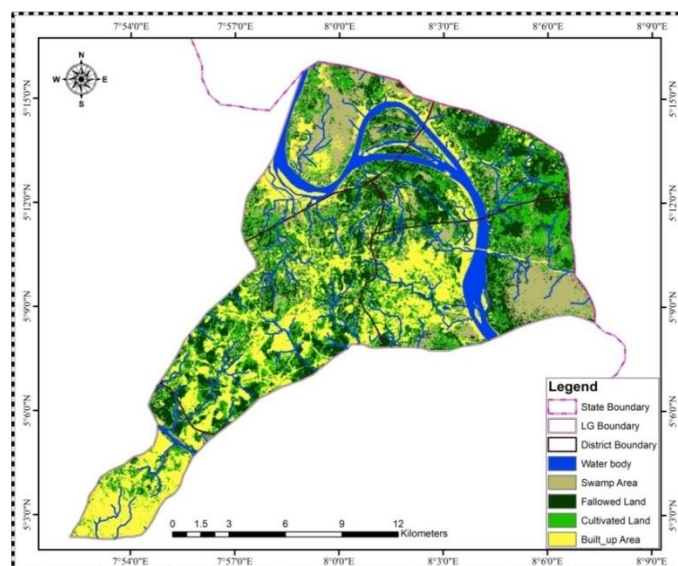 7°54'0"E 7°57'0"E 8°0'0"E 8°3'0"E 8°6'0"E 8°9'0"E
N
W E
S
5°15'0"N 5°15'0"N
5°12'0"N 5°12'0"N
5°9'0"N 5°9'0"N
5°6'0"N 5°6'0"N
5°3'0"N 5°3'0"N
Legend
State Boundary
LG Boundary
District Boundary
Water body
Swamp Area
Fallowed Land
Cultivated Land
Built_up Area
0 1.5 3 6 9 12
Kilometers
7°54'0"E 7°57'0"E 8°0'0"E 8°3'0"E 8°6'0"E 8°9'0"E